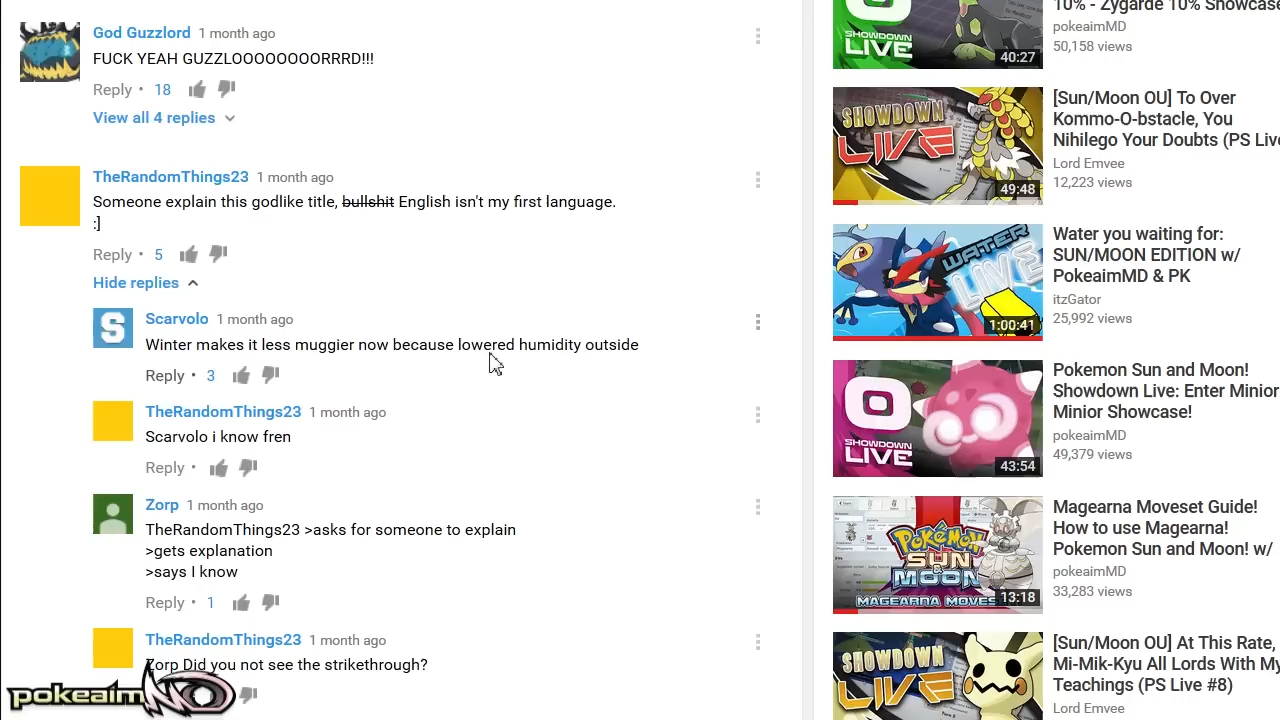 God Guzzlord 1 month ago
FUCK YEAH GUZZLOOOOOOOORRRD!!!
Reply • 18
View all 4 replies
TheRandomThings23 1 month ago
Someone explain this godlike title, bullshit English isn't my first language.
:]
Reply • 5
Hide replies
Scarvolo 1 month ago
Winter makes it less muggier now because lowered humidity outside
Reply • 3
TheRandomThings23 1 month ago
Scarvolo i know fren
Reply •
Zorp 1 month ago
TheRandomThings23 >asks for someone to explain
>gets explanation
>says I know
Reply • 1
TheRandomThings23 1 month ago
Zorp Did you not see the strikethrough?
pokeaimMD
10% - Zygarde 10% Showcase
pokeaimMD
50,158 views
SHOWDOWN
LIVE
40:27
[Sun/Moon OU] To Over
Kommo-O-bstacle, You
Nihilego Your Doubts (PS Live
Lord Emvee
12,223 views
SHOWDOWN
LIVE
49:48
Water you waiting for:
SUN/MOON EDITION w/
PokeaimMD & PK
itzGator
25,992 views
WATER
LIVE
1:00:41
Pokemon Sun and Moon!
Showdown Live: Enter Minior
Minior Showcase!
pokeaimMD
49,379 views
SHOWDOWN
LIVE
43:54
Magearna Moveset Guide!
How to use Magearna!
Pokemon Sun and Moon! w/
pokeaimMD
33,283 views
POKéMON
SUN
&
MOON
MAGEARNA MOVES
13:18
[Sun/Moon OU] At This Rate,
Mi-Mik-Kyu All Lords With My
Teachings (PS Live #8)
Lord Emvee
SHOWDOWN
LIVE